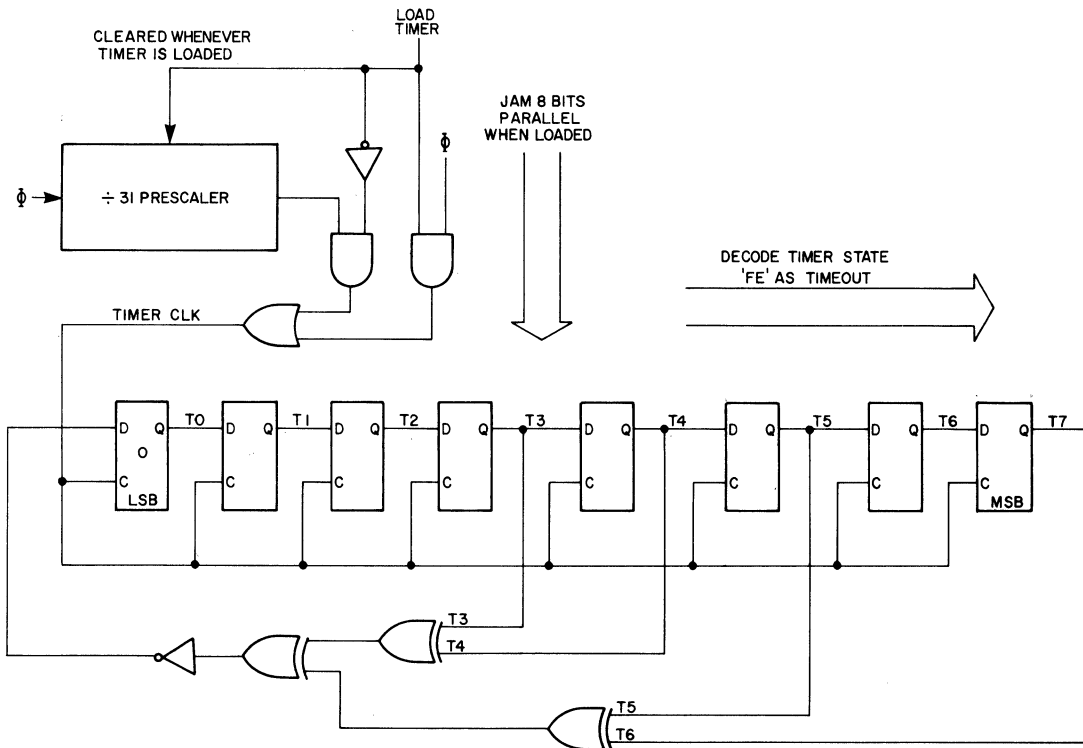 LOAD
TIMER
CLEARED WHENEVER
TIMER IS LOADED
JAM 8 BITS
PARALLEL
WHEN LOADED
Φ
Φ
÷ 31 PRESCALER
DECODE TIMER STATE
'FE' AS TIMEOUT
TIMER CLK
D Q T0 D Q T1 D Q T2 D Q T3 D Q T4 D Q T5 D Q T6 D Q T7
O
C C C C C C C C
LSB MSB
T3
T4
T5
T6